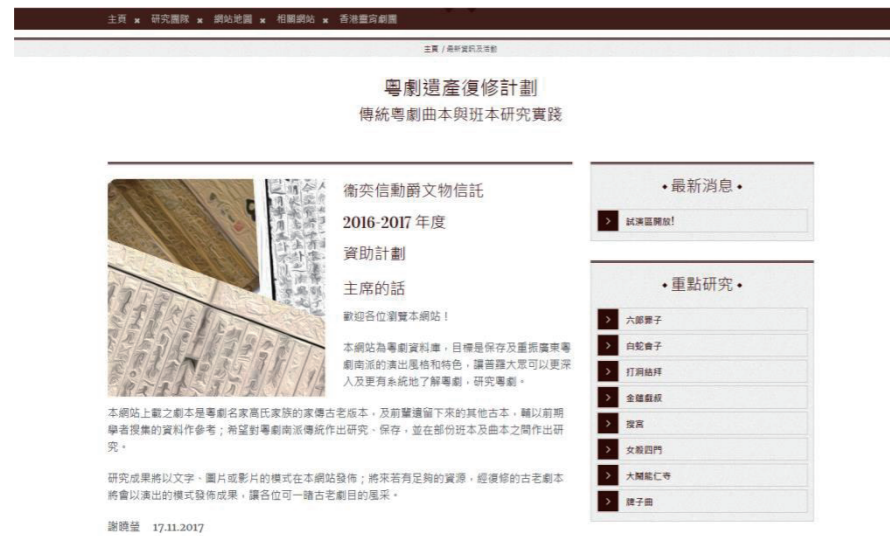 主頁 × 研究團隊 × 網站地圖 × 相關網站 × 香港靈宮劇團
主頁 / 最新資訊及活動
粵劇遺產復修計劃
傳統粵劇曲本與班本研究實踐
衞奕信勳爵文物信託
2016-2017 年度
資助計劃
主席的話
歡迎各位瀏覽本網站！
本網站為粵劇資料庫，目標是保存及重振廣東粵
劇南派的演出風格和特色，讓普羅大眾可以更深
入及更有系統地了解粵劇，研究粵劇。
本網站上載之劇本是粵劇名家高氏家族的家傳古老版本，及前輩遺留下來的其他古本，輔以前期
學者搜集的資料作參考；希望對粵劇南派傳統作出研究、保存，並在部份班本及曲本之間作出研
究。
研究成果將以文字、圖片或影片的模式在本網站發佈；將來若有足夠的資源，經復修的古老劇本
將會以演出的模式發佈成果，讓各位可一睹古老劇目的風采。
謝曉瑩 17.11.2017
最新消息
試演區開放!
重點研究
六郎罪子
白蛇會子
打洞結拜
金蓮戲叔
搜宮
女殺四門
大鬧能仁寺
牌子曲